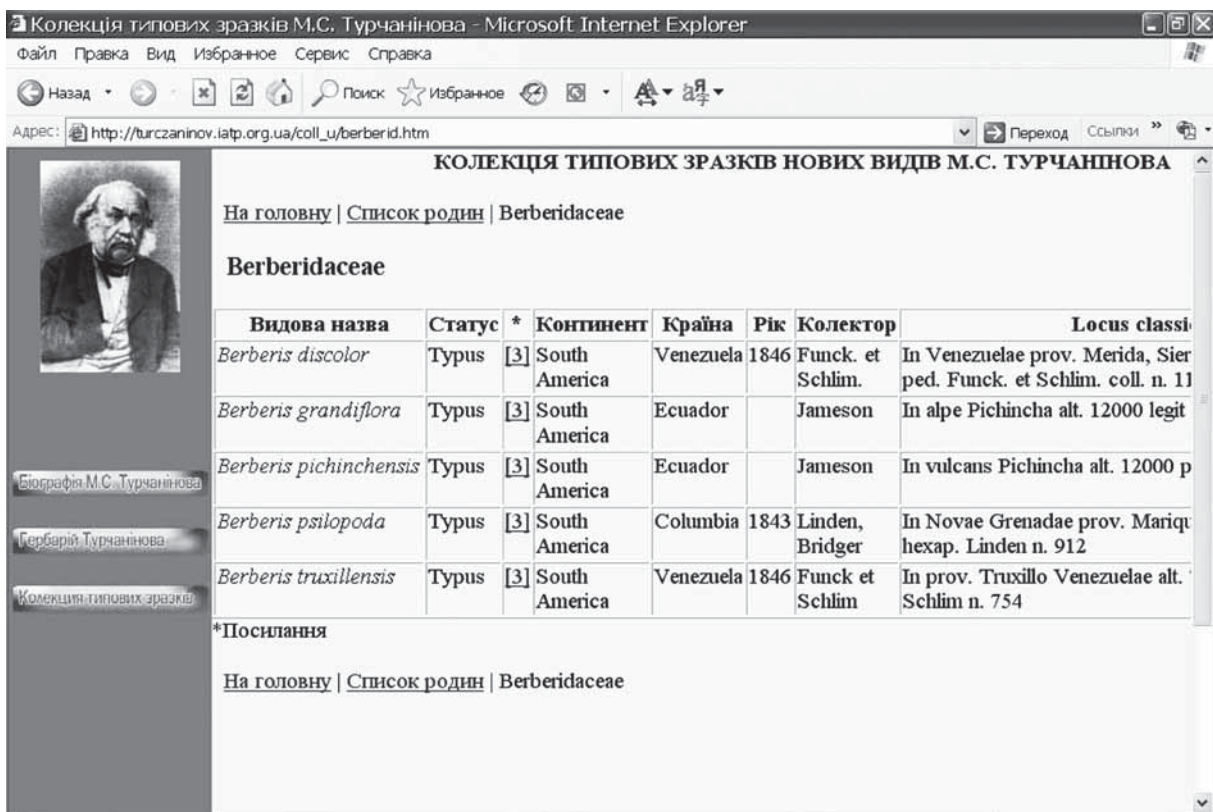 Колекція типових зразків М.С. Турчанінова - Microsoft Internet Explorer
Файл Правка Вид Избранное Сервис Справка
Назад Поиск Избранное
Адрес: http://turczaninov.iatp.org.ua/coll_u/berberid.htm Переход Ссылки »
КОЛЕКЦІЯ ТИПОВИХ ЗРАЗКІВ НОВИХ ВИДІВ М.С. ТУРЧАНІНОВА
На головну | Список родин | Berberidaceae
Berberidaceae
Видова назва Статус * Континент Країна Рік Колектор Locus classi
Berberis discolor Typus [3] South Venezuela 1846 Funck. et In Venezuelae prov. Merida, Sier
America Schlim. ped. Funck. et Schlim. coll. n. 11
Berberis grandiflora Typus [3] South Ecuador Jameson In alpe Pichincha alt. 12000 legit
America
Berberis pichinchensis Typus [3] South Ecuador Jameson In vulcans Pichincha alt. 12000 p
America
Berberis psilopoda Typus [3] South Columbia 1843 Linden, In Novae Grenadae prov. Mariqu
America Bridger hexap. Linden n. 912
Berberis truxillensis Typus [3] South Venezuela 1846 Funck et In prov. Truxillo Venezuelae alt.
America Schlim Schlim n. 754
*Посилання
На головну | Список родин | Berberidaceae
Біографія М.С. Турчанінова
Гербарій Турчанінова
Колекция типових зразків